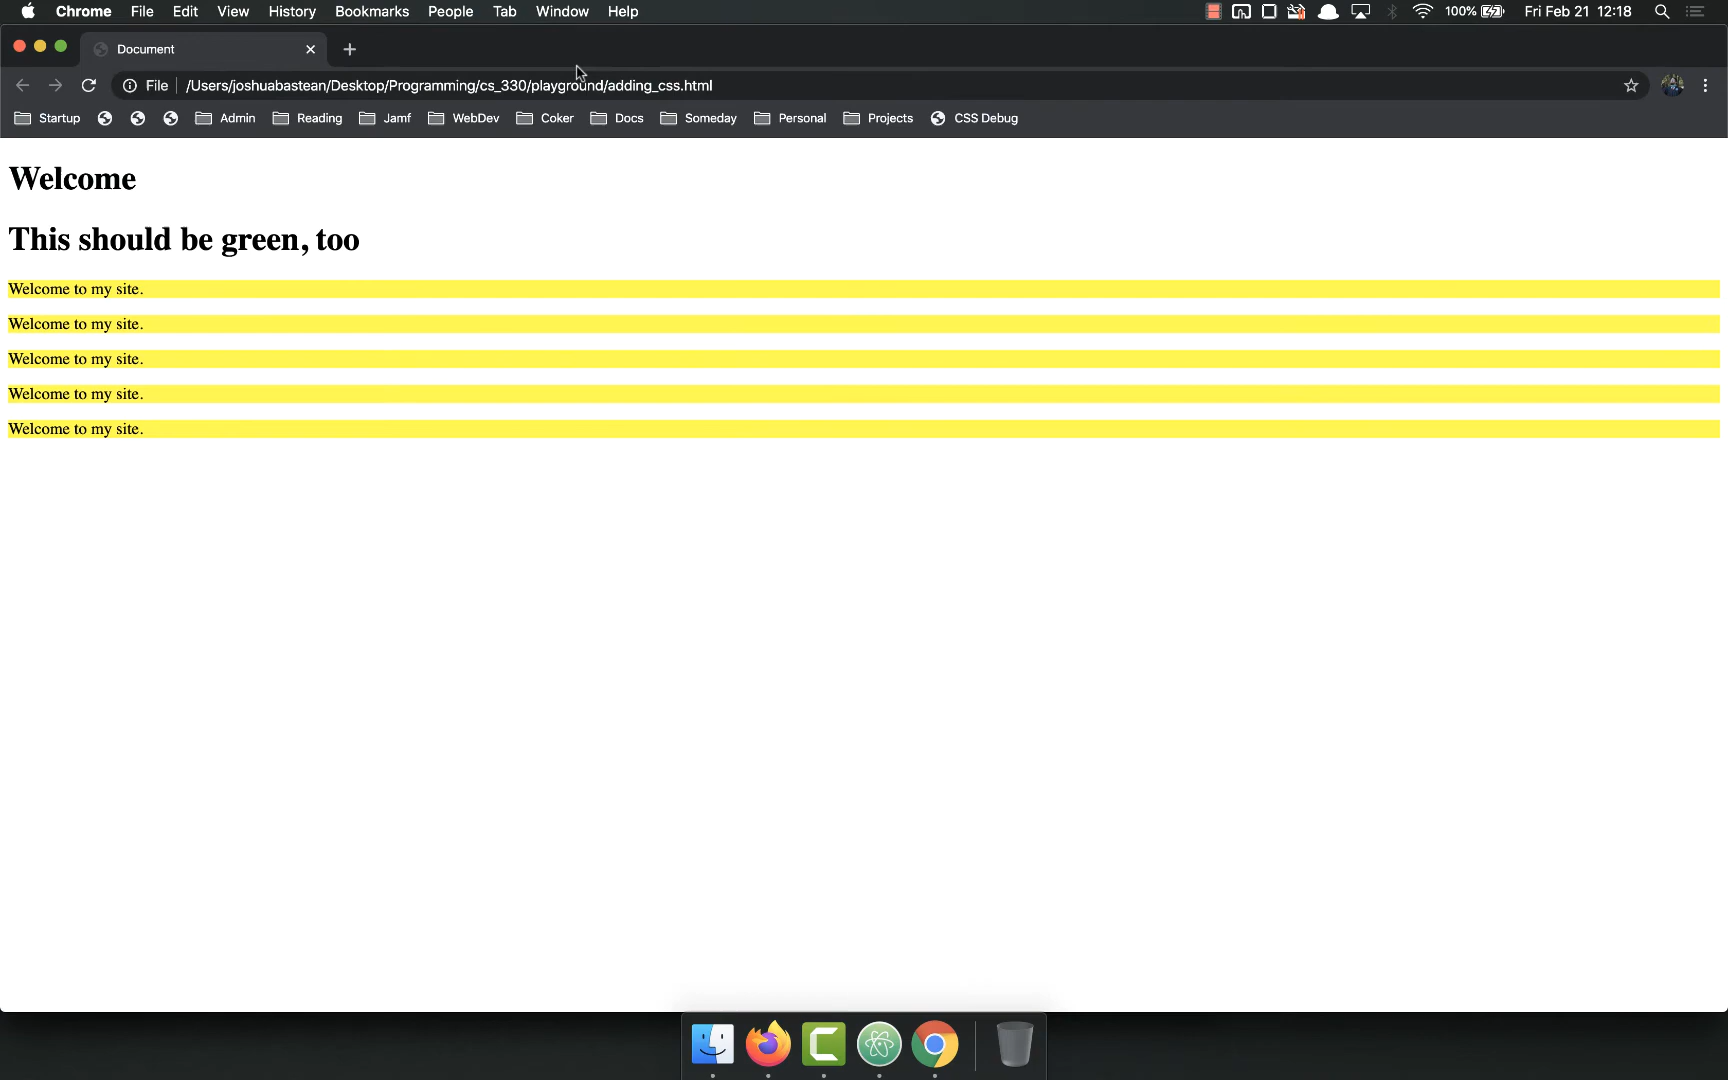 Chrome File Edit View History Bookmarks People Tab Window Help 100% Fri Feb 21 12:18
Document
File /Users/joshuabastean/Desktop/Programming/cs_330/playground/adding_css.html
Startup Admin Reading Jamf WebDev Coker Docs Someday Personal Projects CSS Debug
Welcome
This should be green, too
Welcome to my site.
Welcome to my site.
Welcome to my site.
Welcome to my site.
Welcome to my site.